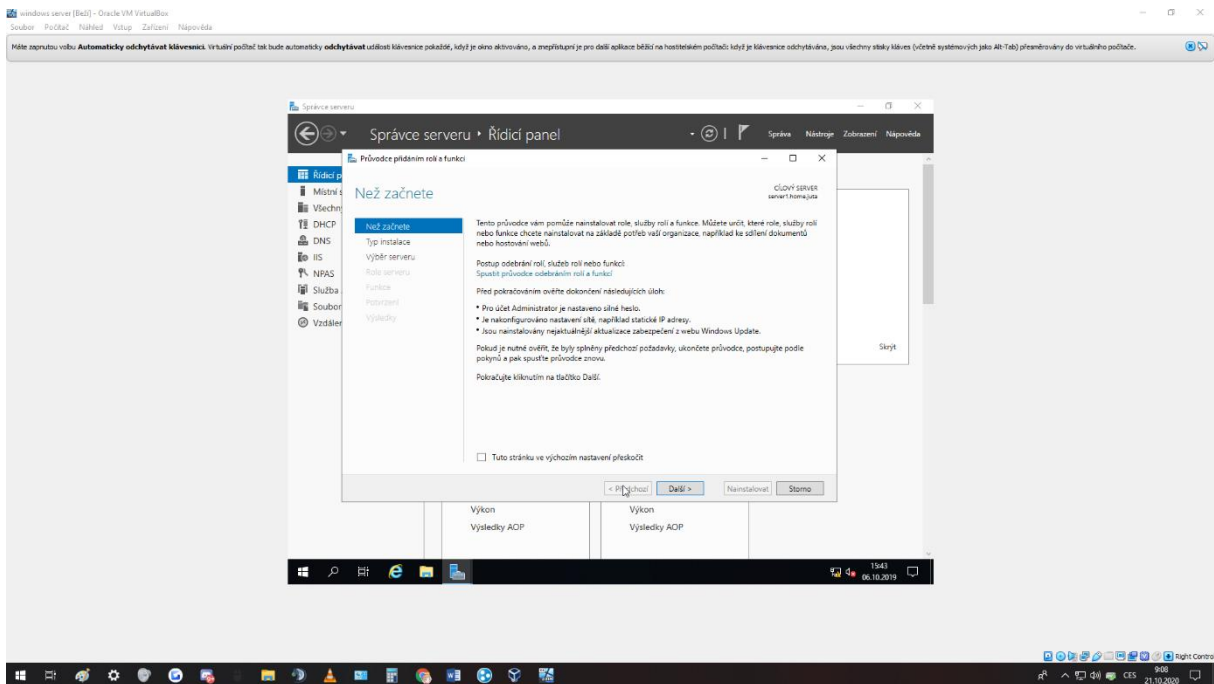 windows server [Běží] - Oracle VM VirtualBox
Soubor Počítač Náhled Vstup Zařízení Nápověda
Máte zapnutou volbu Automaticky odchytávat klávesnici. Virtuální počítač tak bude automaticky odchytávat události klávesnice pokaždé, když je okno aktivováno, a znepřístupní je pro další aplikace běžící na hostitelském počítači: když je klávesnice odchytávána, jsou všechny stisky kláves (včetně systémových jako Alt-Tab) přesměrovány do virtuálního počítače.
Správce serveru
Správce serveru • Řídicí panel
Správa Nástroje Zobrazení Nápověda
Průvodce přidáním rolí a funkcí
Řídicí p
Místní s
Všechn
DHCP
DNS
IIS
NPAS
Služba
Soubor
Vzdáler
Než začnete
CÍLOVÝ SERVER
server1.home.juta
Než začnete
Typ instalace
Výběr serveru
Role serveru
Funkce
Potvrzení
Výsledky
Tento průvodce vám pomůže nainstalovat role, služby rolí a funkce. Můžete určit, které role, služby rolí
nebo funkce chcete nainstalovat na základě potřeb vaší organizace, například ke sdílení dokumentů
nebo hostování webů.
Postup odebrání rolí, služeb rolí nebo funkcí:
Spustit průvodce odebráním rolí a funkcí
Před pokračováním ověřte dokončení následujících úloh:
• Pro účet Administrator je nastaveno silné heslo.
• Je nakonfigurováno nastavení sítě, například statické IP adresy.
• Jsou nainstalovány nejaktuálnější aktualizace zabezpečení z webu Windows Update.
Pokud je nutné ověřit, že byly splněny předchozí požadavky, ukončete průvodce, postupujte podle
pokynů a pak spusťte průvodce znovu.
Pokračujte kliknutím na tlačítko Další.
Skrýt
Tuto stránku ve výchozím nastavení přeskočit
< Předchozí Další > Nainstalovat Storno
Výkon Výkon
Výsledky AOP Výsledky AOP
15:43
06.10.2019
Right Contro
9:08
CES
21.10.2020